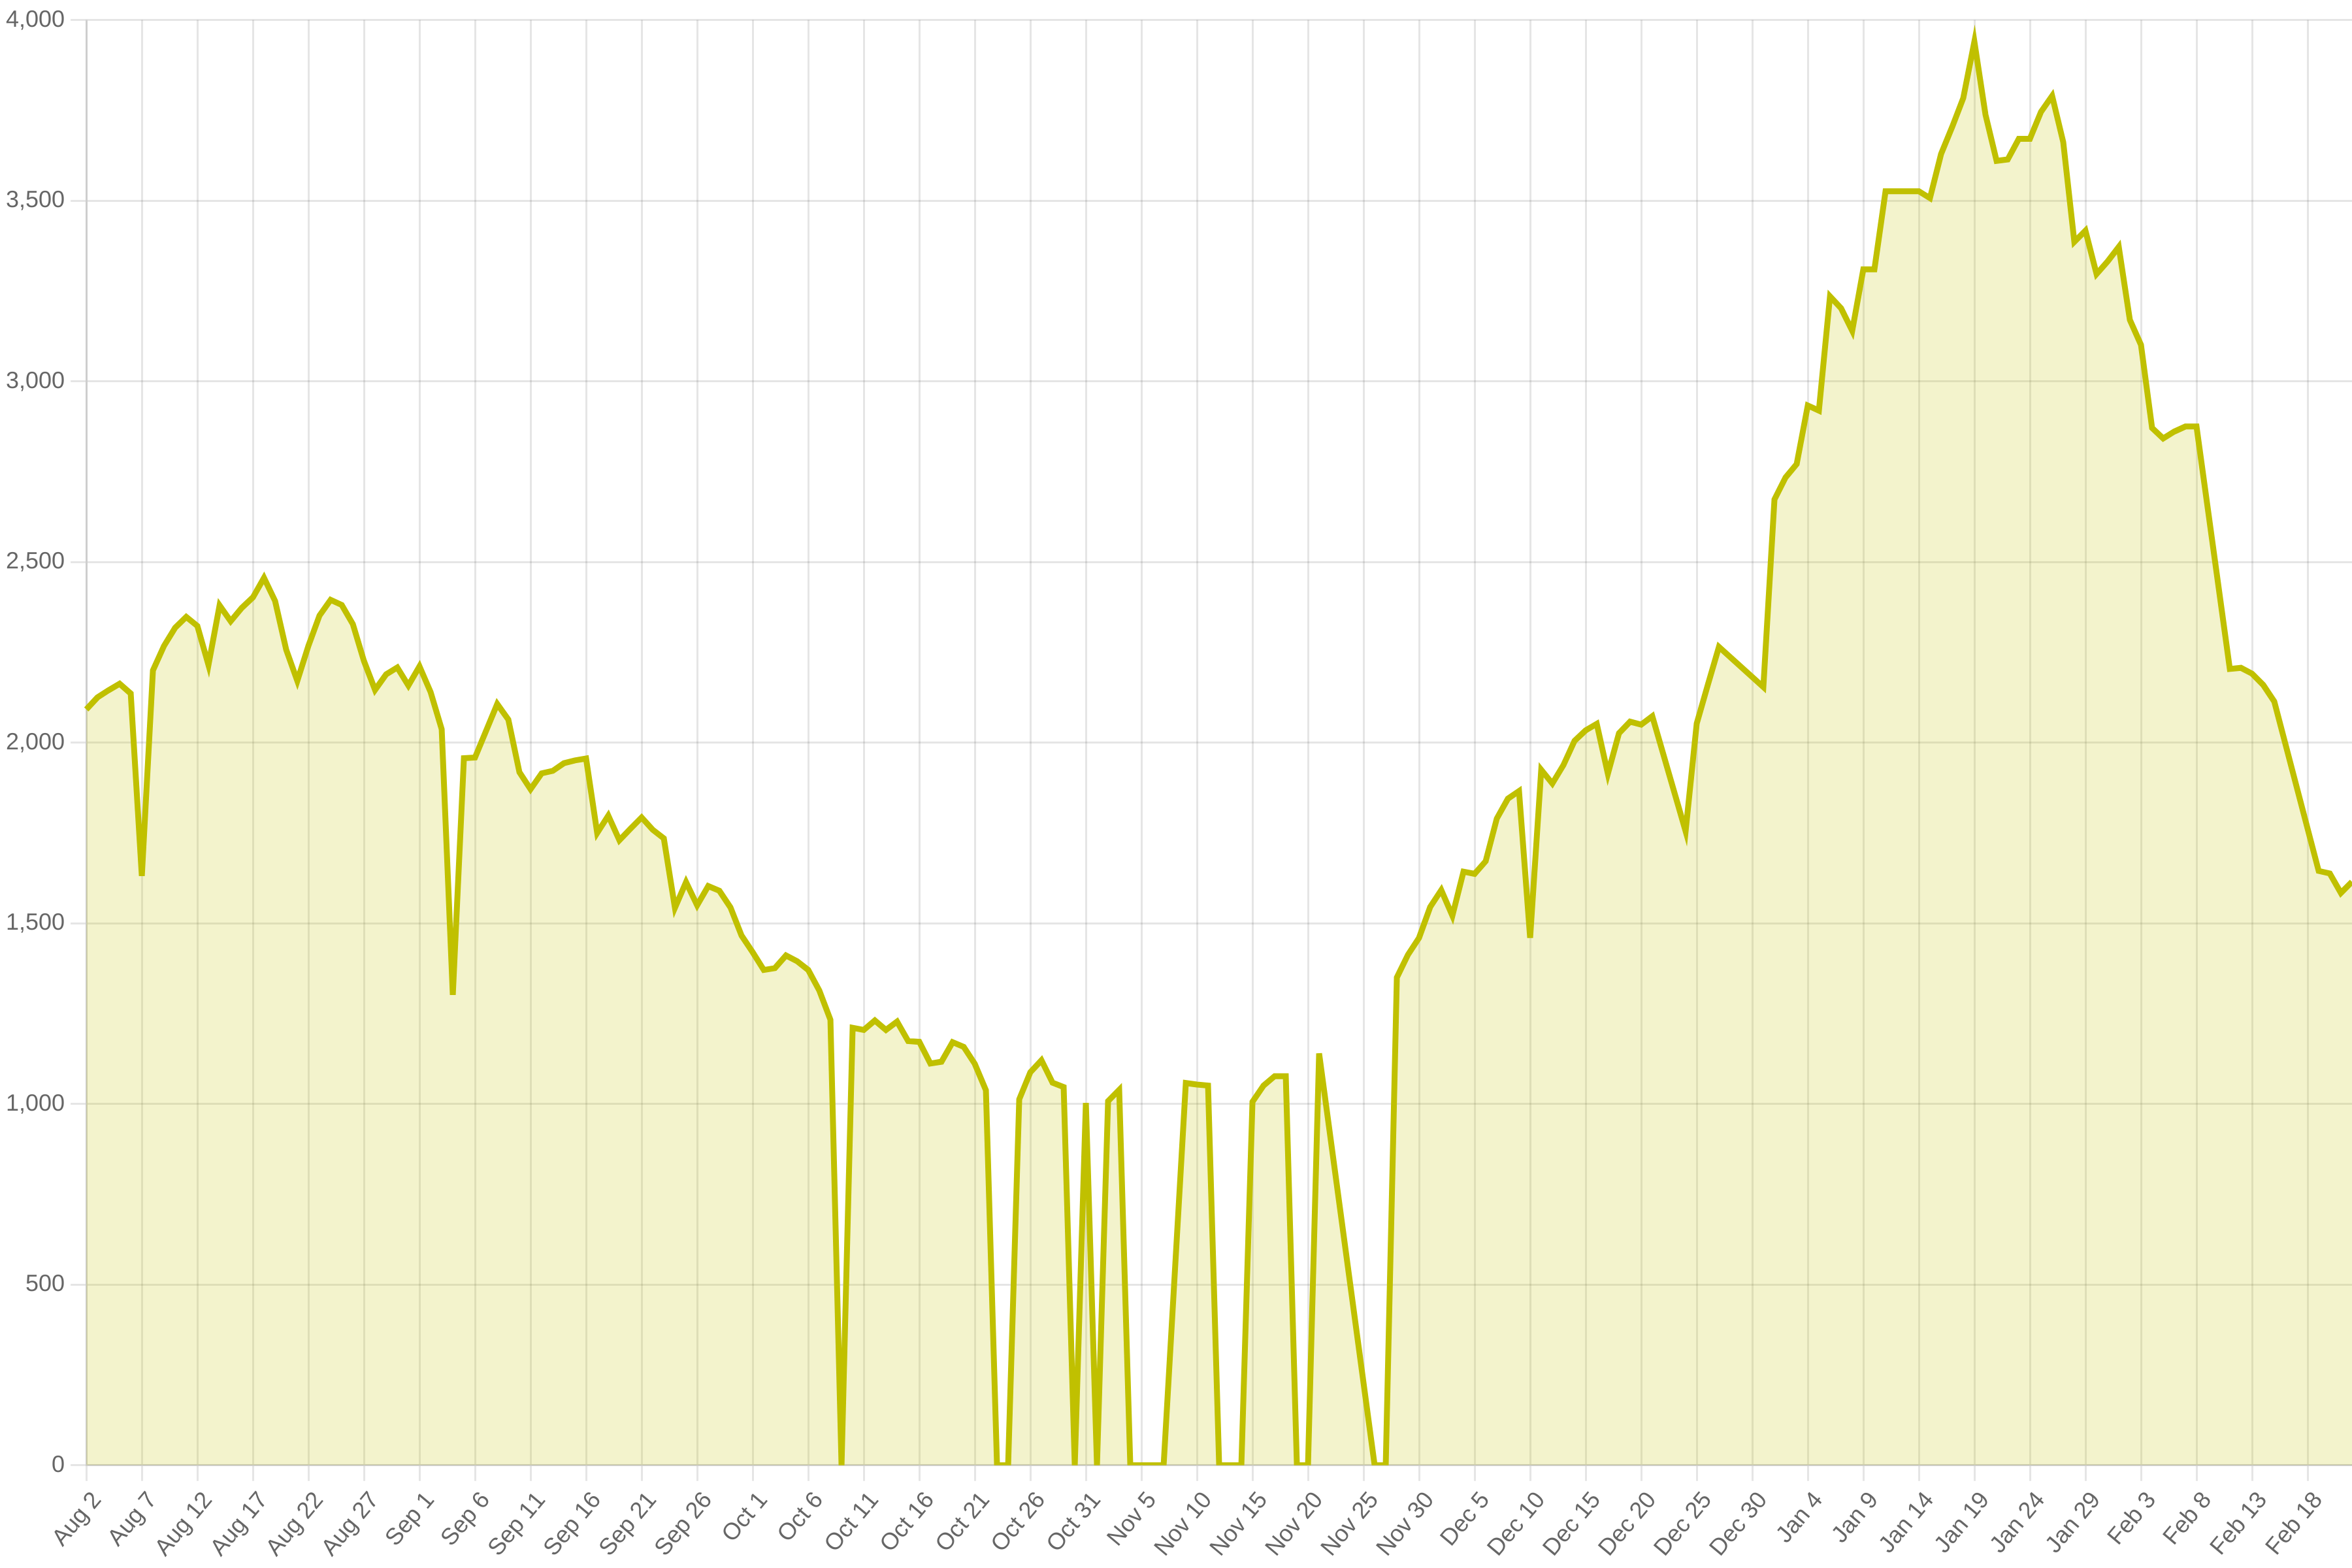 4,000
3,500
3,000
2,500
2,000
1,500
1,000
500
0
Aug 2
Aug 7
Aug 12
Aug 17
Aug 22
Aug 27
Sep 1
Sep 6
Sep 11
Sep 16
Sep 21
Sep 26
Oct 1
Oct 6
Oct 11
Oct 16
Oct 21
Oct 26
Oct 31
Nov 5
Nov 10
Nov 15
Nov 20
Nov 25
Nov 30
Dec 5
Dec 10
Dec 15
Dec 20
Dec 25
Dec 30
Jan 4
Jan 9
Jan 14
Jan 19
Jan 24
Jan 29
Feb 3
Feb 8
Feb 13
Feb 18